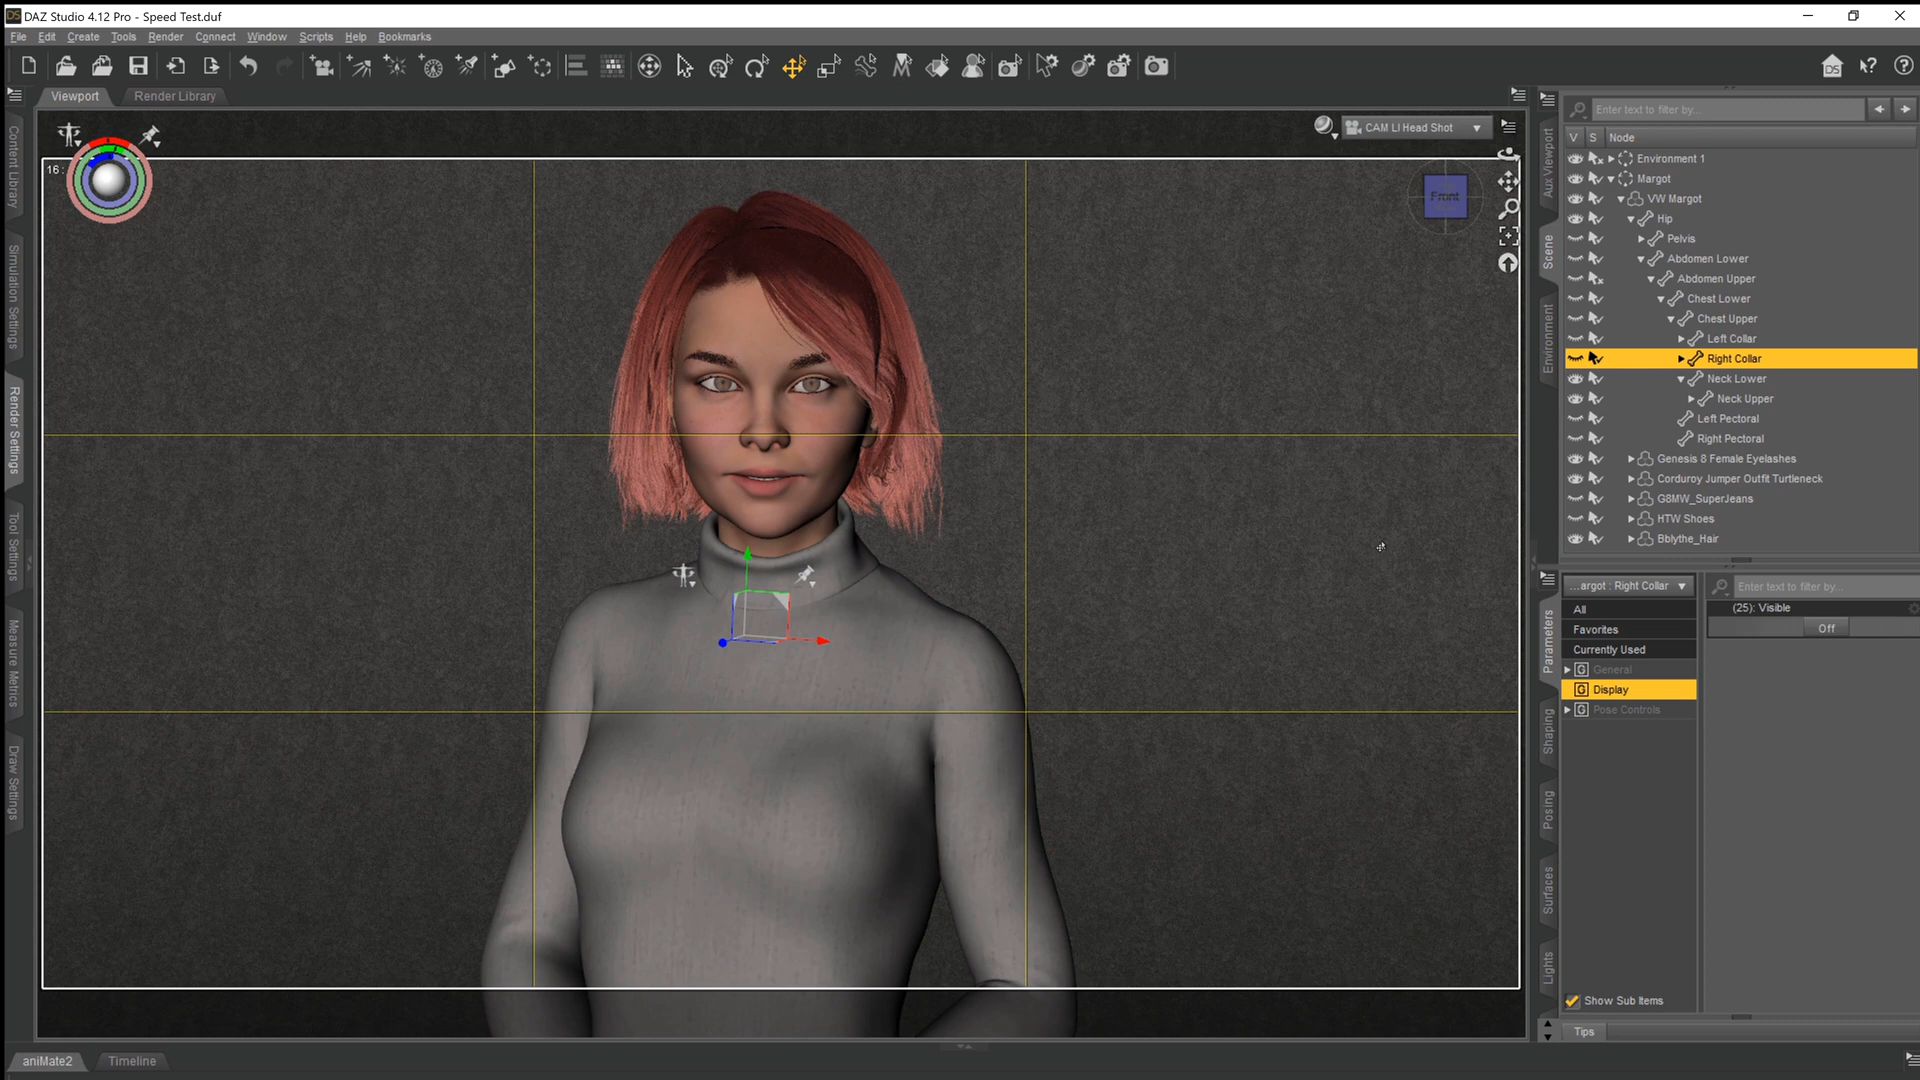 DAZ Studio 4.12 Pro - Speed Test.duf
File Edit Create Tools Render Connect Window Scripts Help Bookmarks
Viewport Render Library
Content Library
Simulation Settings
Render Settings
Tool Settings
Measure Metrics
Draw Settings
16 :
CAM LI Head Shot
Front
Aux Viewport
Scene
Environment
Enter text to filter by...
V S Node
Environment 1
Margot
VW Margot
Hip
Pelvis
Abdomen Lower
Abdomen Upper
Chest Lower
Chest Upper
Left Collar
Right Collar
Neck Lower
Neck Upper
Left Pectoral
Right Pectoral
Genesis 8 Female Eyelashes
Corduroy Jumper Outfit Turtleneck
G8MW_SuperJeans
HTW Shoes
Bblythe_Hair
Parameters
Shaping
Posing
Surfaces
Lights
...argot : Right Collar
Enter text to filter by...
All
Favorites
Currently Used
G General
G Display
G Pose Controls
(25): Visible
Off
Show Sub Items
Tips
aniMate2 Timeline